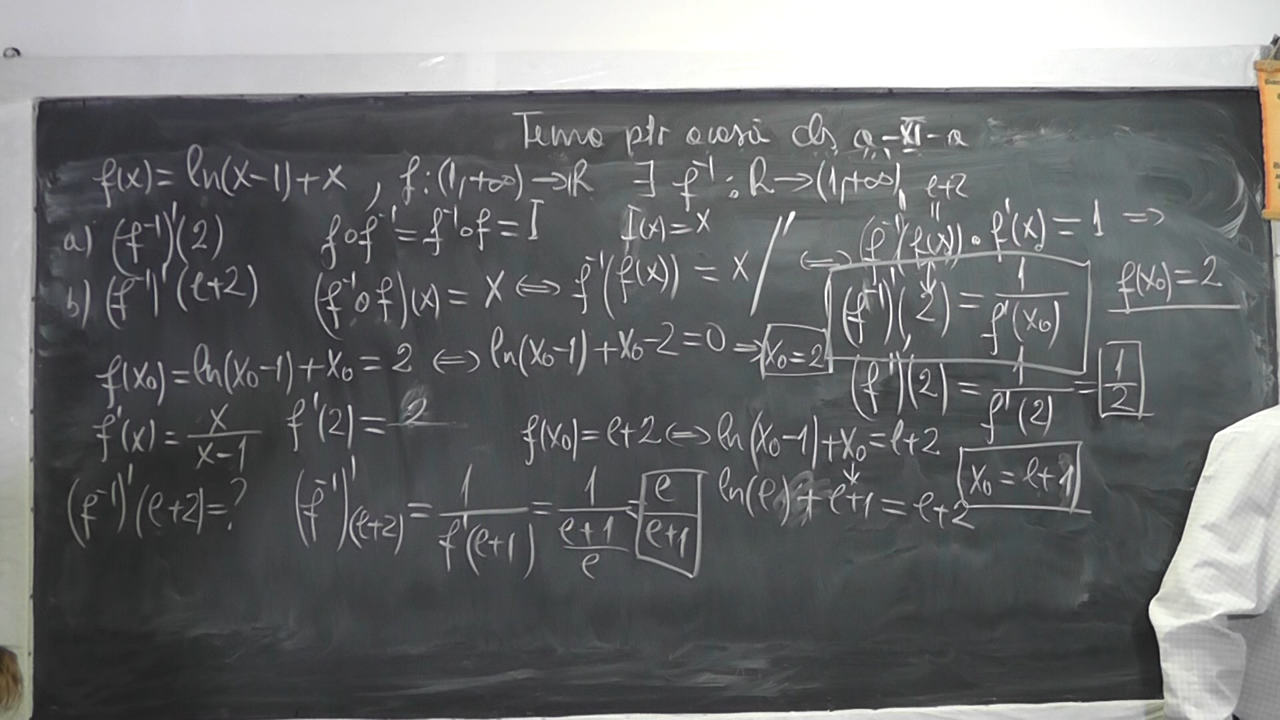 Tema ptr acasă cls a-XI-a
f(x) = ln(x-1)+x , f:(1,+∞)→R ∃ f⁻¹: R→(1,+∞)
a) (f⁻¹)'(2) f∘f⁻¹ = f⁻¹∘f = I I(x) = x
b) (f⁻¹)'(e+2) (f⁻¹∘f)(x) = x ⇔ f⁻¹(f(x)) = x /'
e+2
⇔ (f⁻¹)'(f(x)) · f'(x) = 1 ⇒
(f⁻¹)'(2) = 1/f'(x₀) f(x₀) = 2
f(x₀) = ln(x₀-1)+x₀ = 2 ⇔ ln(x₀-1)+x₀-2=0 ⇒ x₀=2
(f⁻¹)'(2) = 1/f'(2) = 1/2
f'(x) = x/(x-1) f'(2) = 2
f(x₀) = e+2 ⇔ ln(x₀-1)+x₀ = e+2
x₀ = e+1
ln(e) + e+1 = e+2
(f⁻¹)'(e+2)=? (f⁻¹)'(e+2) = 1/f'(e+1) = 1/((e+1)/e) = e/(e+1)